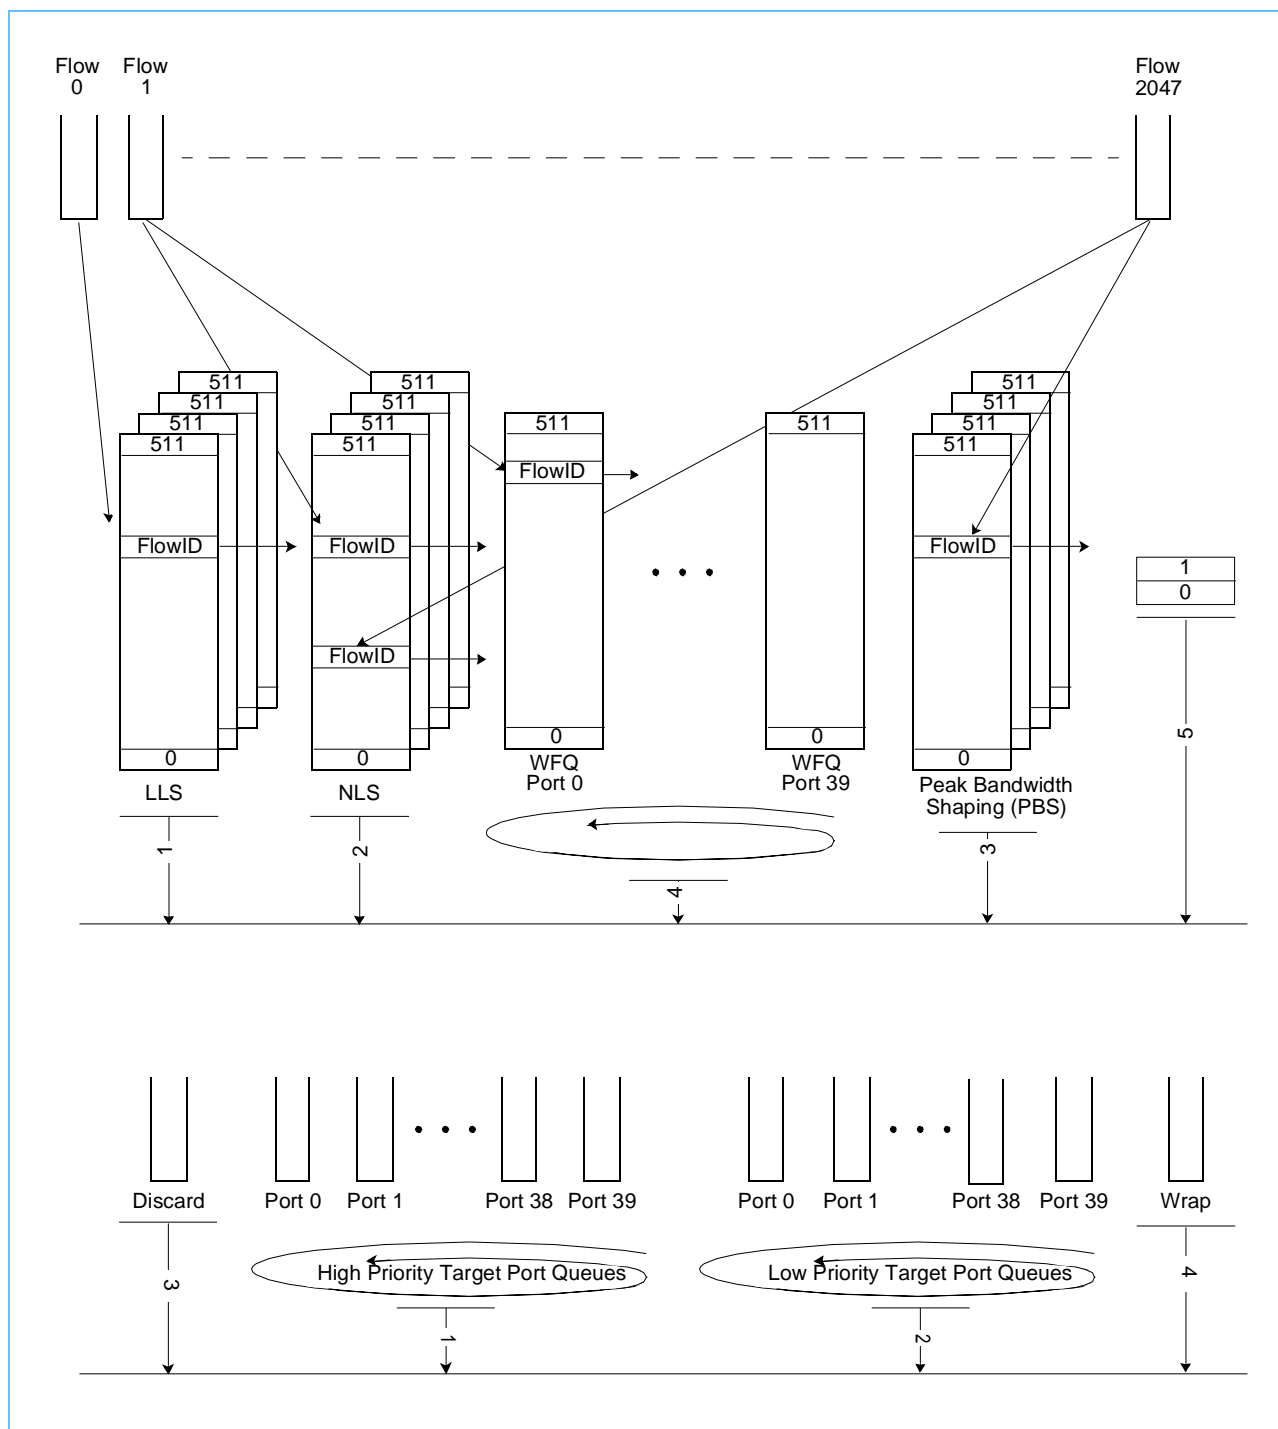 Flow
0
Flow
1
Flow
2047
511
511
511
511
FlowID
0
LLS
511
511
511
511
FlowID
FlowID
0
NLS
511
FlowID
0
WFQ
Port 0
511
0
WFQ
Port 39
511
511
511
511
FlowID
0
Peak Bandwidth
Shaping (PBS)
1
0
1
2
4
3
5
Discard
Port 0
Port 1
Port 38
Port 39
Port 0
Port 1
Port 38
Port 39
Wrap
High Priority Target Port Queues
Low Priority Target Port Queues
3
1
2
4